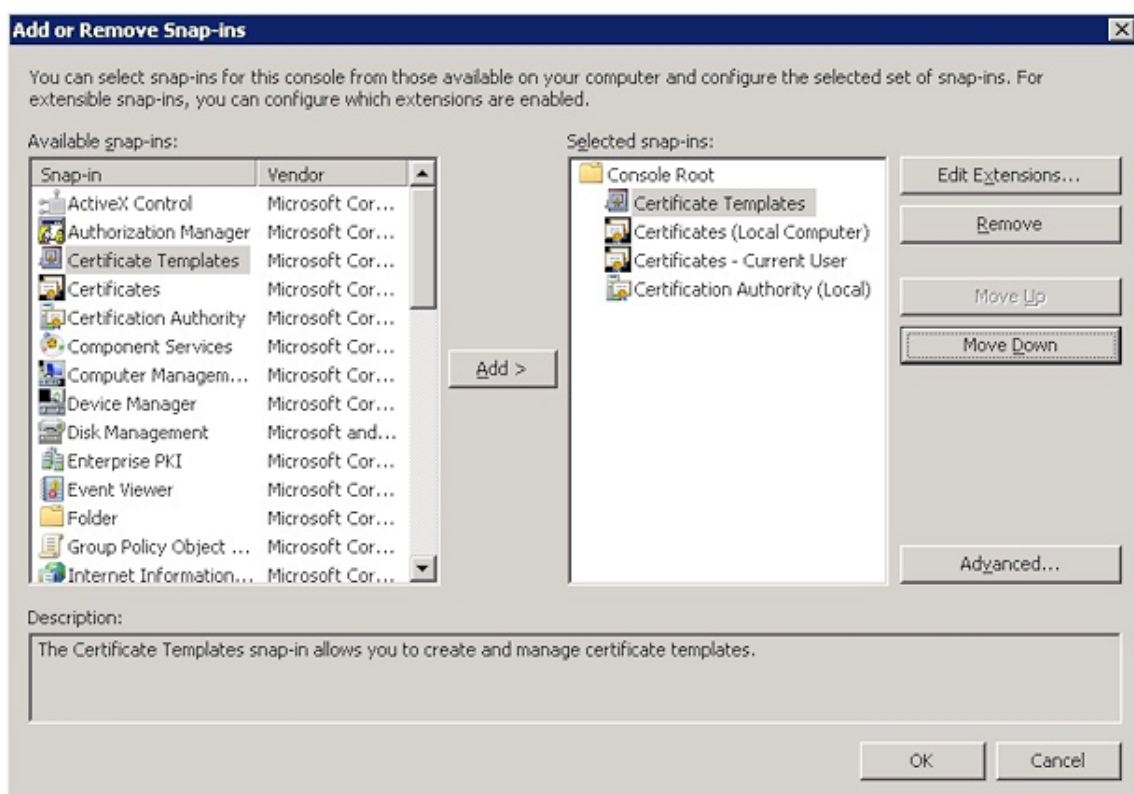 Add or Remove Snap-ins
You can select snap-ins for this console from those available on your computer and configure the selected set of snap-ins. For
extensible snap-ins, you can configure which extensions are enabled.
Available snap-ins:
Snap-in Vendor
ActiveX Control Microsoft Cor...
Authorization Manager Microsoft Cor...
Certificate Templates Microsoft Cor...
Certificates Microsoft Cor...
Certification Authority Microsoft Cor...
Component Services Microsoft Cor...
Computer Managem... Microsoft Cor...
Device Manager Microsoft Cor...
Disk Management Microsoft and...
Enterprise PKI Microsoft Cor...
Event Viewer Microsoft Cor...
Folder Microsoft Cor...
Group Policy Object ... Microsoft Cor...
Internet Information... Microsoft Cor...
Add >
Selected snap-ins:
Console Root
Certificate Templates
Certificates (Local Computer)
Certificates - Current User
Certification Authority (Local)
Edit Extensions...
Remove
Move Up
Move Down
Advanced...
Description:
The Certificate Templates snap-in allows you to create and manage certificate templates.
OK
Cancel